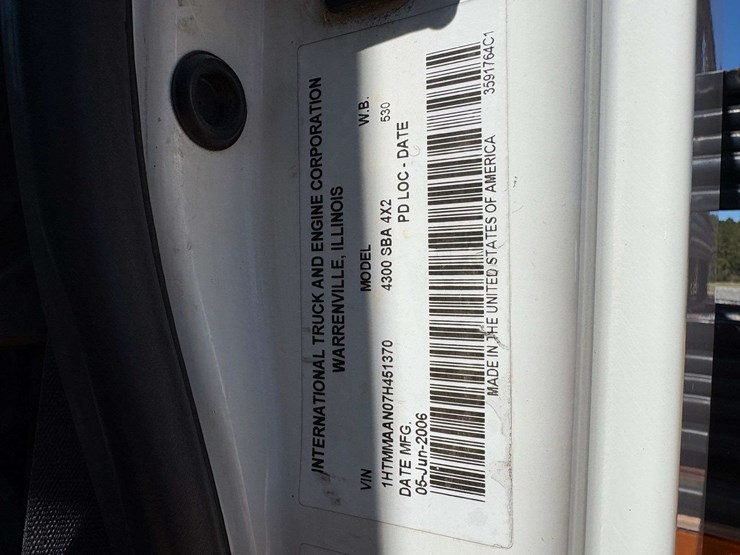 INTERNATIONAL TRUCK AND ENGINE CORPORATION
WARRENVILLE, ILLINOIS
VIN MODEL W.B.
1HTMMAAN07H451370 4300 SBA 4X2 530
DATE MFG. PD LOC - DATE
05-Jun-2006
MADE IN THE UNITED STATES OF AMERICA 3591764C1